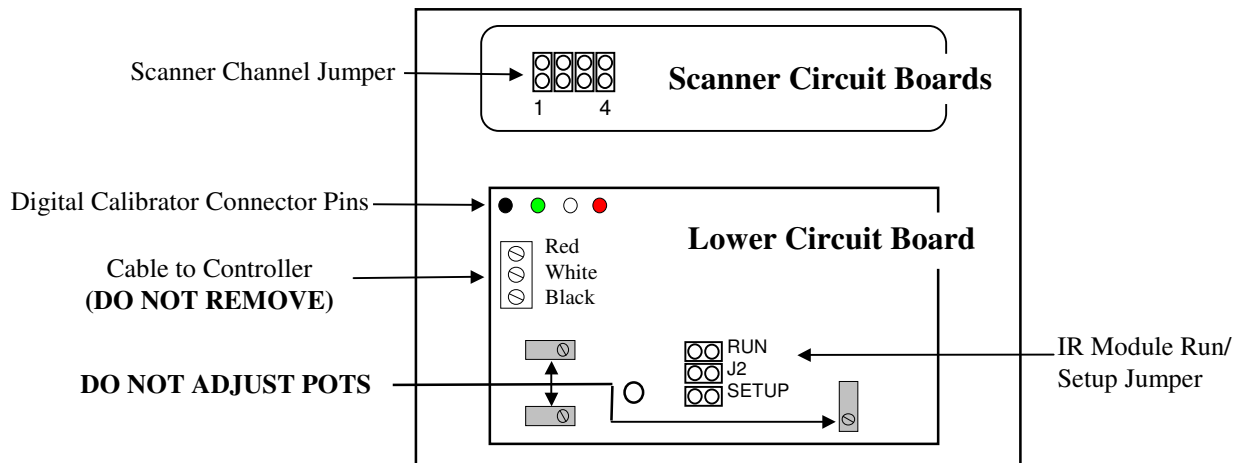 Scanner Channel Jumper
1 4
Scanner Circuit Boards
Digital Calibrator Connector Pins
Lower Circuit Board
Red
White
Black
Cable to Controller
(DO NOT REMOVE)
RUN
J2
SETUP
IR Module Run/
Setup Jumper
DO NOT ADJUST POTS